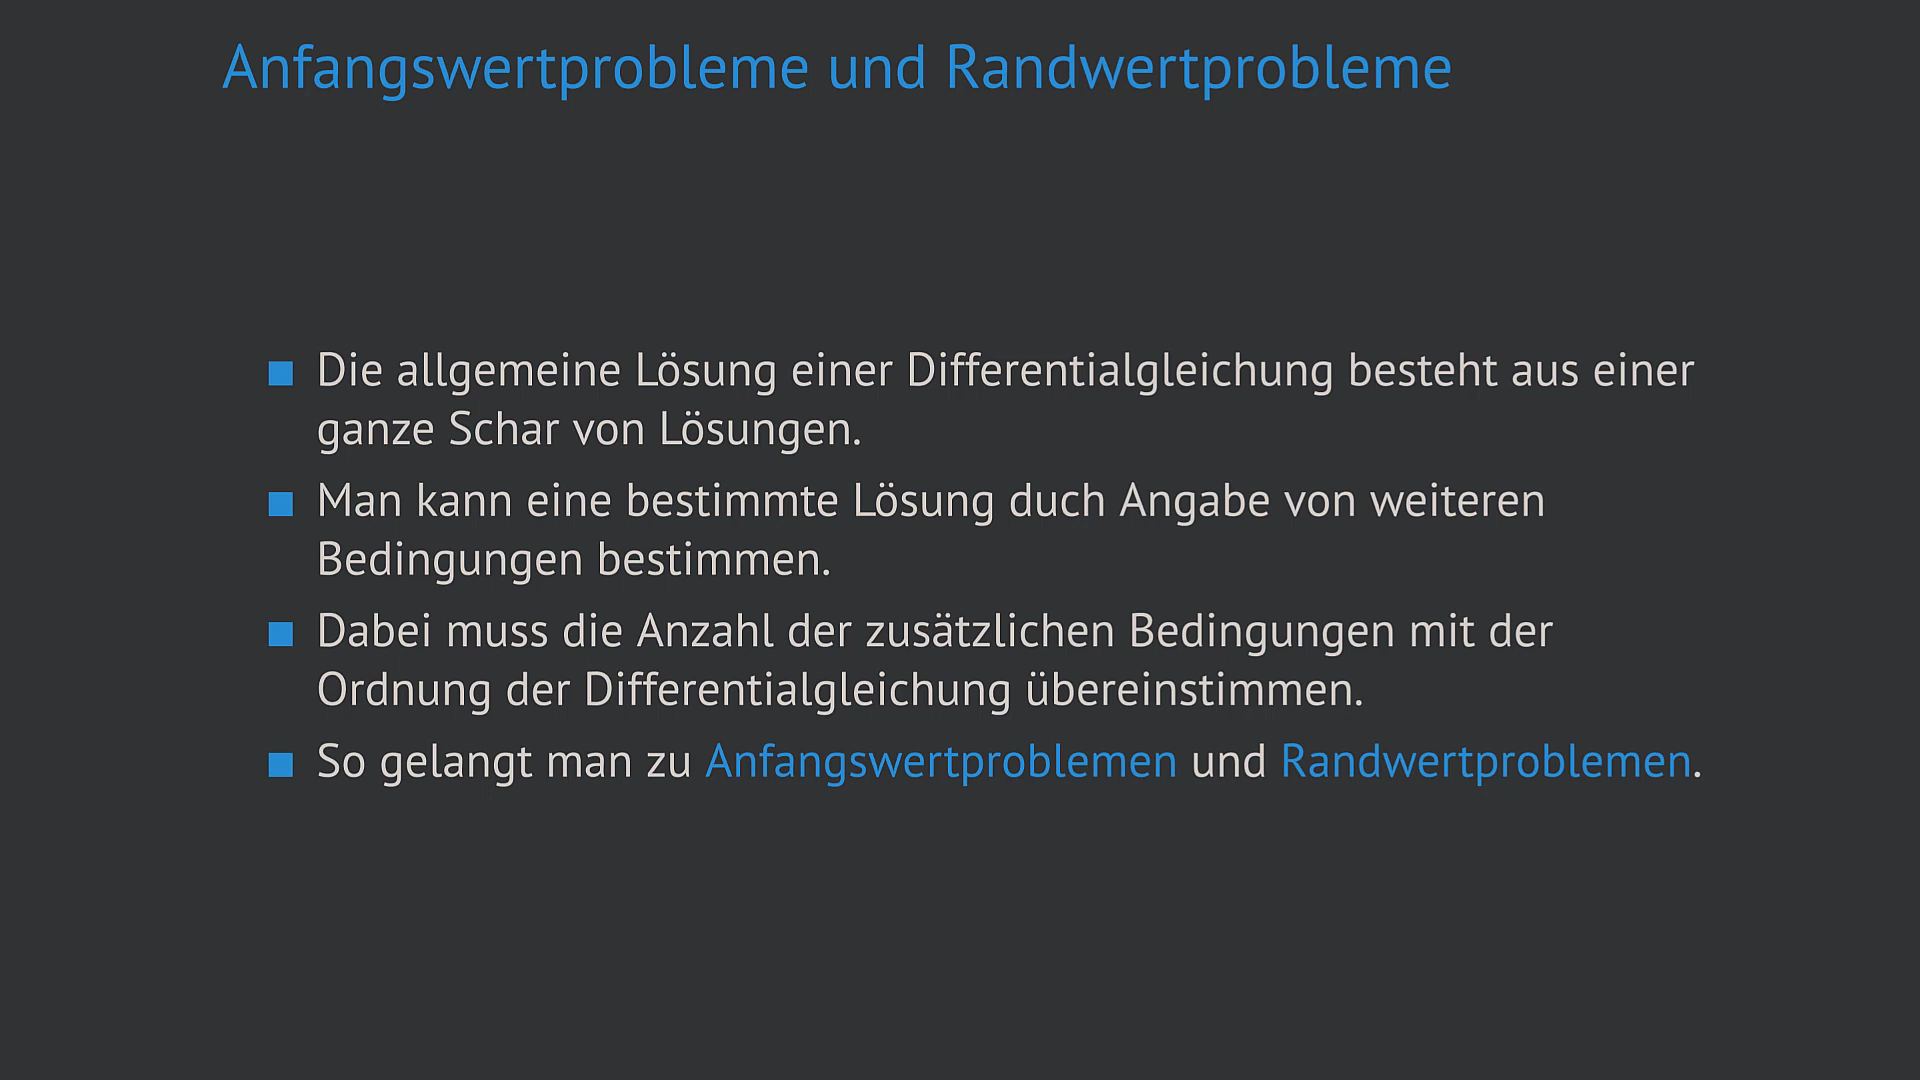 Anfangswertprobleme und Randwertprobleme
Die allgemeine Lösung einer Differentialgleichung besteht aus einer
ganze Schar von Lösungen.
Man kann eine bestimmte Lösung duch Angabe von weiteren
Bedingungen bestimmen.
Dabei muss die Anzahl der zusätzlichen Bedingungen mit der
Ordnung der Differentialgleichung übereinstimmen.
So gelangt man zu Anfangswertproblemen und Randwertproblemen.